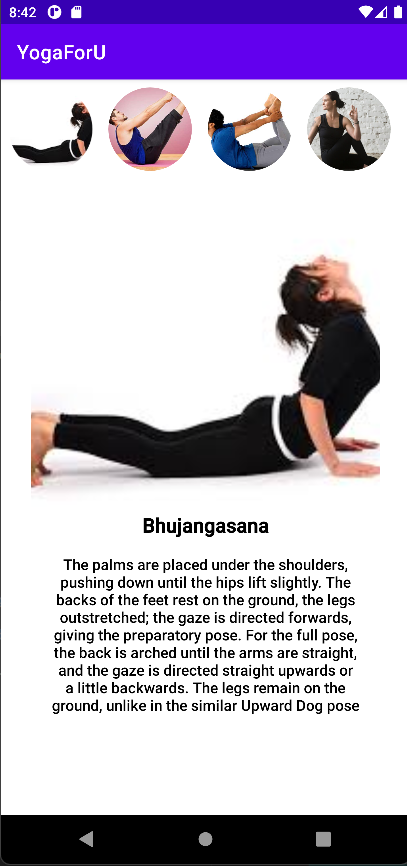 8:42
YogaForU
Bhujangasana
The palms are placed under the shoulders,
pushing down until the hips lift slightly. The
backs of the feet rest on the ground, the legs
outstretched; the gaze is directed forwards,
giving the preparatory pose. For the full pose,
the back is arched until the arms are straight,
and the gaze is directed straight upwards or
a little backwards. The legs remain on the
ground, unlike in the similar Upward Dog pose